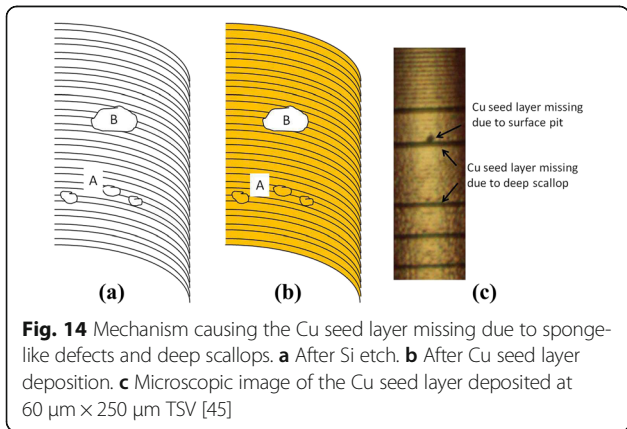 B
A
(a)
B
A
(b)
Cu seed layer missing
due to surface pit
Cu seed layer missing
due to deep scallop
(c)
Fig. 14 Mechanism causing the Cu seed layer missing due to sponge-
like defects and deep scallops. a After Si etch. b After Cu seed layer
deposition. c Microscopic image of the Cu seed layer deposited at
60 μm × 250 μm TSV [45]